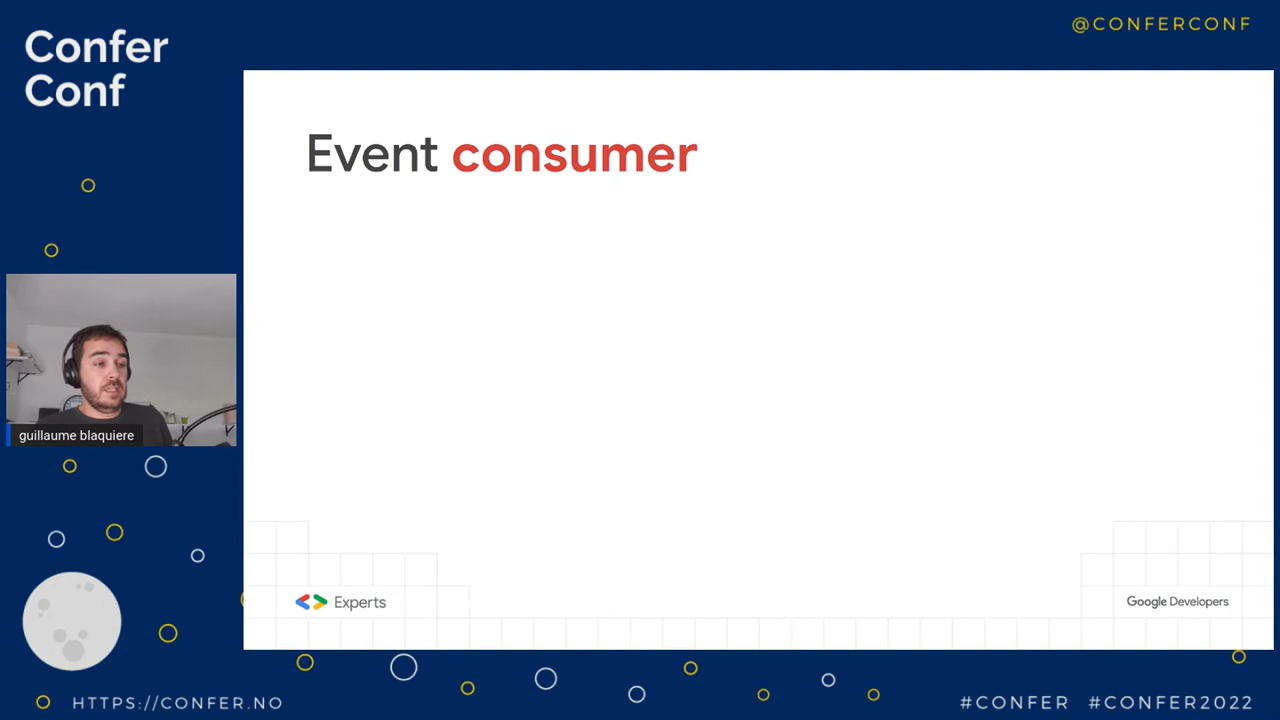 Confer
Conf
@CONFERCONF
Event consumer
guillaume blaquiere
Experts
Google Developers
HTTPS://CONFER.NO
#CONFER #CONFER2022